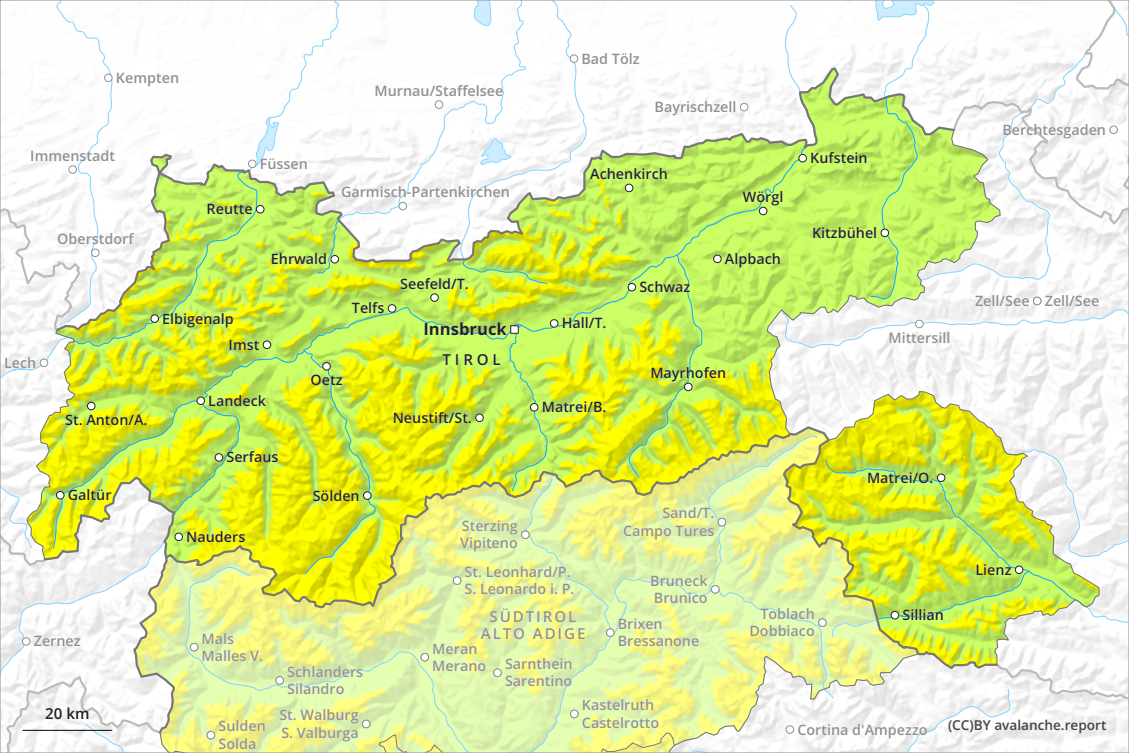 Kempten
Bad Tölz
Murnau/Staffelsee
Bayrischzell
Berchtesgaden
Immenstadt
Füssen
Kufstein
Achenkirch
Garmisch-Partenkirchen
Wörgl
Reutte
Kitzbühel
Oberstdorf
Ehrwald
Alpbach
Seefeld/T.
Schwaz
Zell/See
Zell/See
Telfs
Elbigenalp
Innsbruck
Hall/T.
Mittersill
Imst
TIROL
Lech
Oetz
Mayrhofen
Landeck
Matrei/B.
St. Anton/A.
Neustift/St.
Serfaus
Matrei/O.
Galtür
Sölden
Sand/T.
Campo Tures
Sterzing
Vipiteno
Nauders
Lienz
St. Leonhard/P.
S. Leonardo i. P.
Bruneck
Brunico
Sillian
SÜDTIROL
ALTO ADIGE
Toblach
Dobbiaco
Brixen
Bressanone
Zernez
Mals
Malles V.
Meran
Merano
Sarnthein
Sarentino
Schlanders
Silandro
20 km
St. Walburg
S. Valburga
Kastelruth
Castelrotto
Sulden
Solda
Cortina d'Ampezzo
(CC)BY avalanche.report